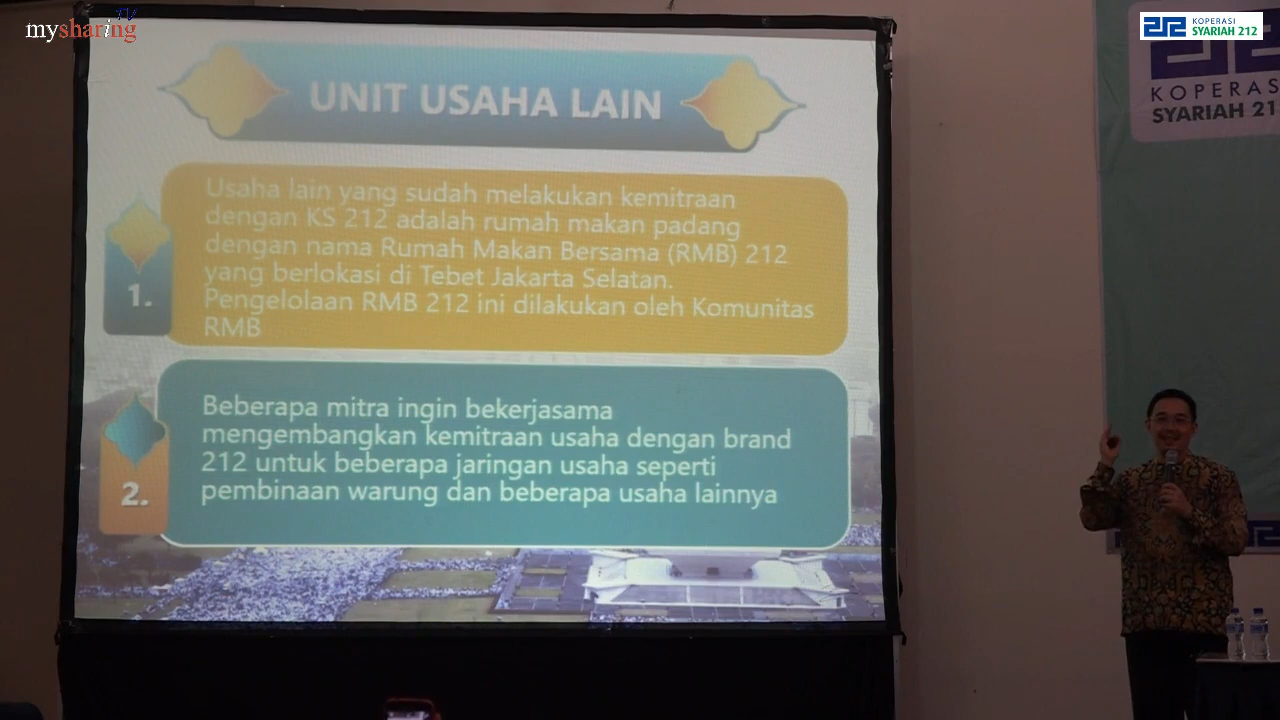 mysharing
TV
KOPERASI
SYARIAH 212
UNIT USAHA LAIN
Usaha lain yang sudah melakukan kemitraan
dengan KS 212 adalah rumah makan padang
dengan nama Rumah Makan Bersama (RMB) 212
yang berlokasi di Tebet Jakarta Selatan.
Pengelolaan RMB 212 ini dilakukan oleh Komunitas
RMB
1.
Beberapa mitra ingin bekerjasama
mengembangkan kemitraan usaha dengan brand
212 untuk beberapa jaringan usaha seperti
pembinaan warung dan beberapa usaha lainnya
2.
KOPERAS
SYARIAH 21